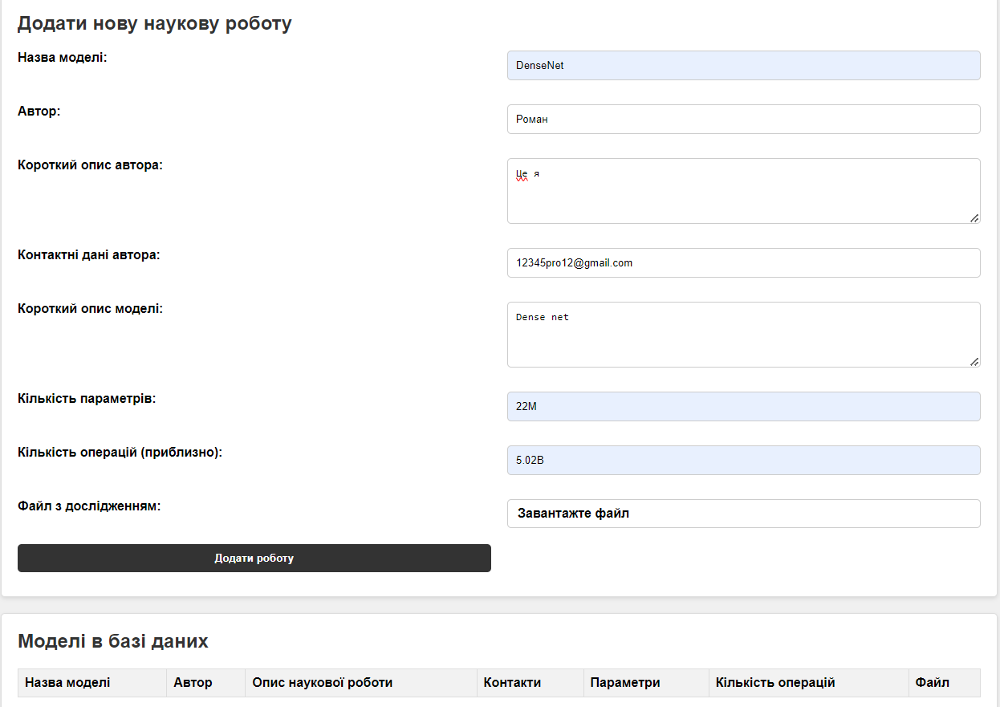 Додати нову наукову роботу
Назва моделі:
DenseNet
Автор:
Роман
Короткий опис автора:
Це я
Контактні дані автора:
12345pro12@gmail.com
Короткий опис моделі:
Dense net
Кількість параметрів:
22M
Кількість операцій (приблизно):
5.02B
Файл з дослідженням:
Завантажте файл
Додати роботу
Моделі в базі даних
Назва моделі Автор Опис наукової роботи Контакти Параметри Кількість операцій Файл